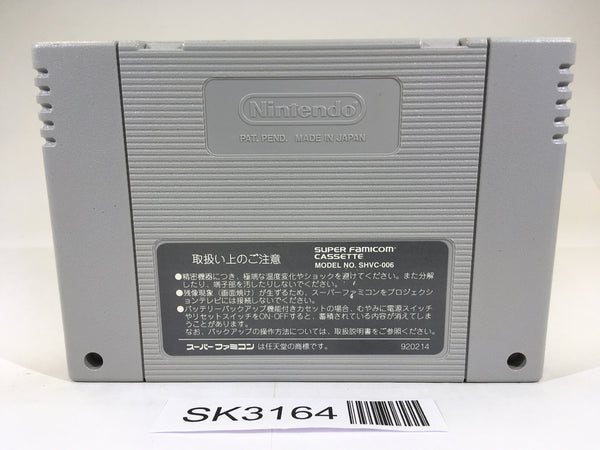 Nintendo
PAT. PEND. MADE IN JAPAN
取扱い上のご注意
SUPER FAMICOM
CASSETTE
MODEL NO. SHVC-006
●精密機器につき、極端な温度変化やショックを避けてください。また分解
したり、端子部を汚したりしないでください。
●残像現象（画面焼け）が生ずるため、スーパーファミコンをプロジェクシ
ョンテレビには接続しないでください。
●バッテリーバックアップ機能付きカセットの場合、むやみに電源スイッチ
やリセットスイッチをON・OFFすると、蓄積されている内容が消えてしま
うことがあります。
なお、バックアップの操作方法については、取扱説明書をご参照ください。
スーパーファミコン は任天堂の商標です。
920214
SK3164